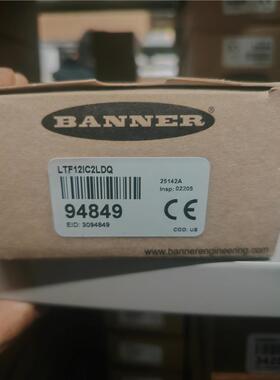 BANNER
LTF12IC2LDQ
94849
EID: 3094849
25142A
Insp: 02205
CE
COO: US
www.bannerengineering.com